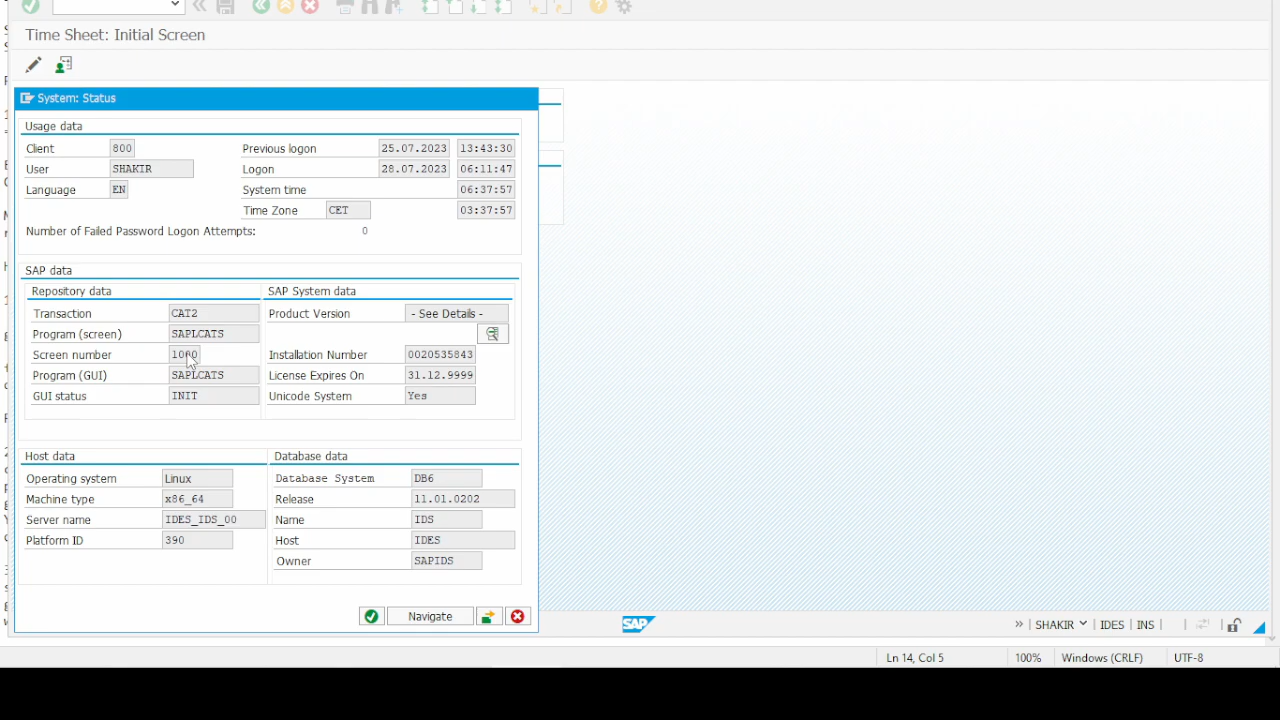 Time Sheet: Initial Screen
System: Status
Usage data
Client 800 Previous logon 25.07.2023 13:43:30
User SHAKIR Logon 28.07.2023 06:11:47
Language EN System time 06:37:57
Time Zone CET 03:37:57
Number of Failed Password Logon Attempts: 0
SAP data
Repository data SAP System data
Transaction CAT2 Product Version - See Details -
Program (screen) SAPLCATS
Screen number 1000 Installation Number 0020535843
Program (GUI) SAPLCATS License Expires On 31.12.9999
GUI status INIT Unicode System Yes
Host data Database data
Operating system Linux Database System DB6
Machine type x86_64 Release 11.01.0202
Server name IDES_IDS_00 Name IDS
Platform ID 390 Host IDES
Owner SAPIDS
Navigate
SAP » | SHAKIR | IDES | INS |
Ln 14, Col 5 100% Windows (CRLF) UTF-8